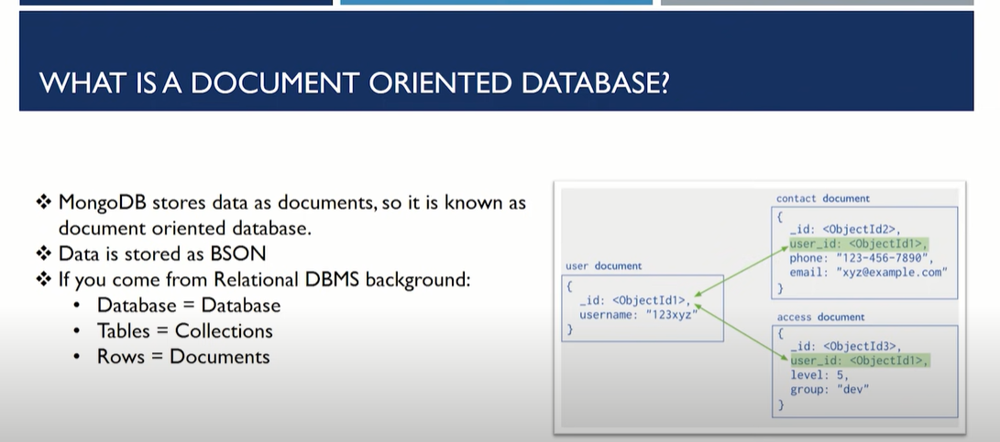 WHAT IS A DOCUMENT ORIENTED DATABASE?
❖ MongoDB stores data as documents, so it is known as
document oriented database.
❖ Data is stored as BSON
❖ If you come from Relational DBMS background:
• Database = Database
• Tables = Collections
• Rows = Documents
user document
{
_id: <ObjectId1>,
username: "123xyz"
}
contact document
{
_id: <ObjectId2>,
user_id: <ObjectId1>,
phone: "123-456-7890",
email: "xyz@example.com"
}
access document
{
_id: <ObjectId3>,
user_id: <ObjectId1>,
level: 5,
group: "dev"
}